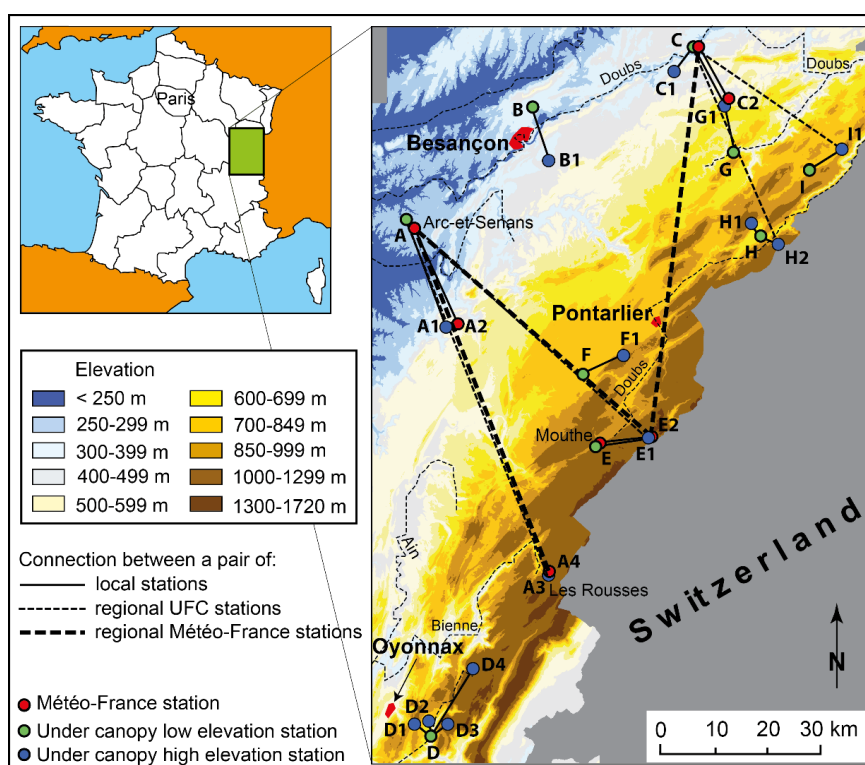 Paris
Elevation
< 250 m
250-299 m
300-399 m
400-499 m
500-599 m
600-699 m
700-849 m
850-999 m
1000-1299 m
1300-1720 m
Connection between a pair of:
local stations
regional UFC stations
regional Météo-France stations
Météo-France station
Under canopy low elevation station
Under canopy high elevation station
C
C1
Doubs
Doubs
C2
G1
B
Besançon
B1
G
I1
I
A
Arc-et-Senans
H1
H
H2
A1
A2
Pontarlier
F
F1
Doubs
Mouthe
E
E2
E1
Ain
A4
A3
Les Rousses
Switzerland
Bienne
Oyonnax
D4
D2
D1
D3
D
N
0 10 20 30 km